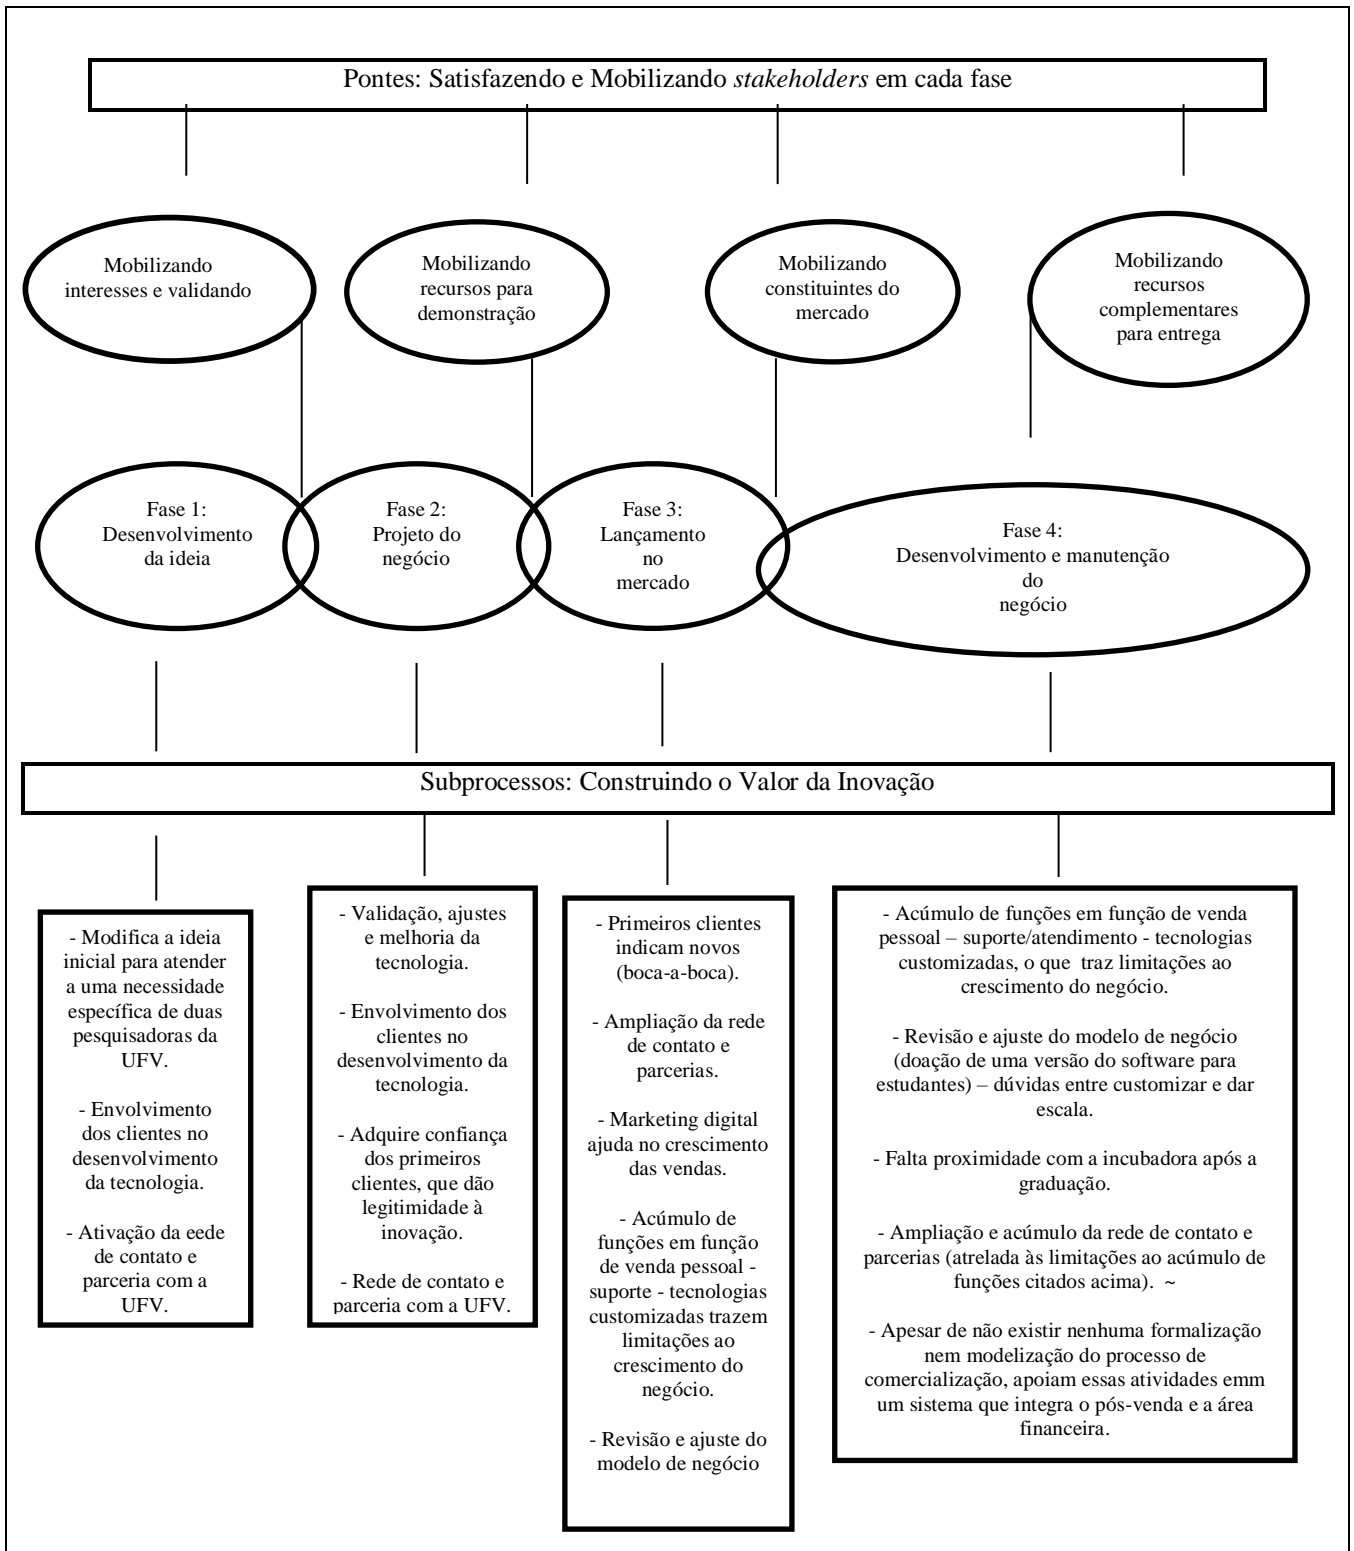 Pontes: Satisfazendo e Mobilizando stakeholders em cada fase
Mobilizando
interesses e validando
Mobilizando
recursos para
demonstração
Mobilizando
constituintes do
mercado
Mobilizando
recursos
complementares
para entrega
Fase 1:
Desenvolvimento
da ideia
Fase 2:
Projeto do
negócio
Fase 3:
Lançamento
no
mercado
Fase 4:
Desenvolvimento e manutenção
do
negócio
Subprocessos: Construindo o Valor da Inovação
- Modifica a ideia
inicial para atender
a uma necessidade
específica de duas
pesquisadoras da
UFV.
- Envolvimento
dos clientes no
desenvolvimento
da tecnologia.
- Ativação da eede
de contato e
parceria com a
UFV.
- Validação, ajustes
e melhoria da
tecnologia.
- Envolvimento dos
clientes no
desenvolvimento da
tecnologia.
- Adquire confiança
dos primeiros
clientes, que dão
legitimidade à
inovação.
- Rede de contato e
parceria com a UFV.
- Primeiros clientes
indicam novos
(boca-a-boca).
- Ampliação da rede
de contato e
parcerias.
- Marketing digital
ajuda no crescimento
das vendas.
- Acúmulo de
funções em função
de venda pessoal -
suporte - tecnologias
customizadas trazem
limitações ao
crescimento do
negócio.
- Revisão e ajuste do
modelo de negócio
- Acúmulo de funções em função de venda
pessoal – suporte/atendimento - tecnologias
customizadas, o que  traz limitações ao
crescimento do negócio.
- Revisão e ajuste do modelo de negócio
(doação de uma versão do software para
estudantes) – dúvidas entre customizar e dar
escala.
- Falta proximidade com a incubadora após a
graduação.
- Ampliação e acúmulo da rede de contato e
parcerias (atrelada às limitações ao acúmulo de
funções citados acima).  ~
- Apesar de não existir nenhuma formalização
nem modelização do processo de
comercialização, apoiam essas atividades emm
um sistema que integra o pós-venda e a área
financeira.